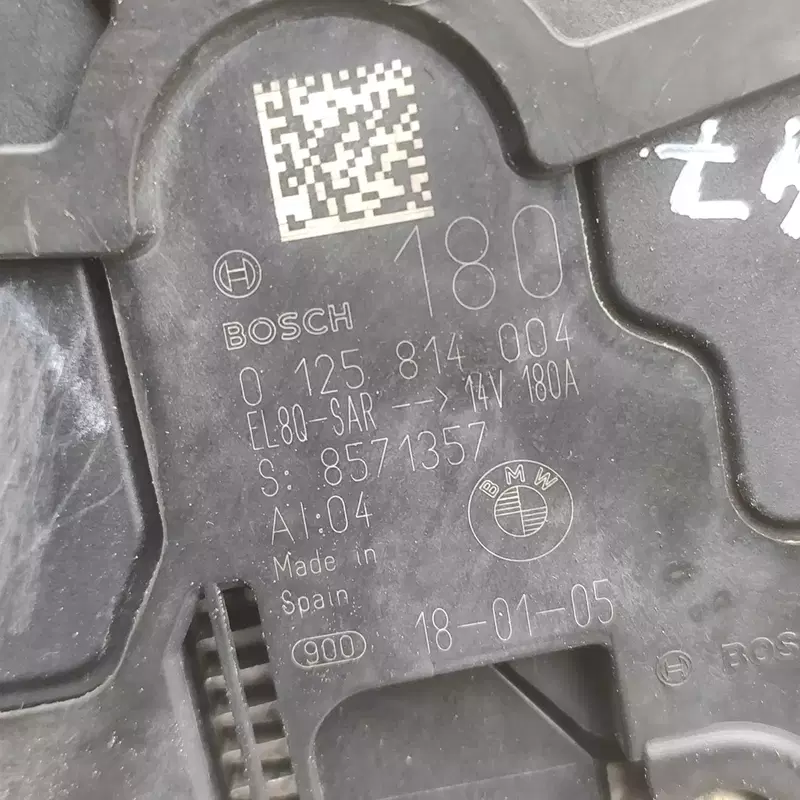 180
BOSCH
0 125 814 004
EL8Q-SAR --> 14V 180A
S: 8571357
AI:04
BMW
Made in
Spain
900
18-01-05
BOS